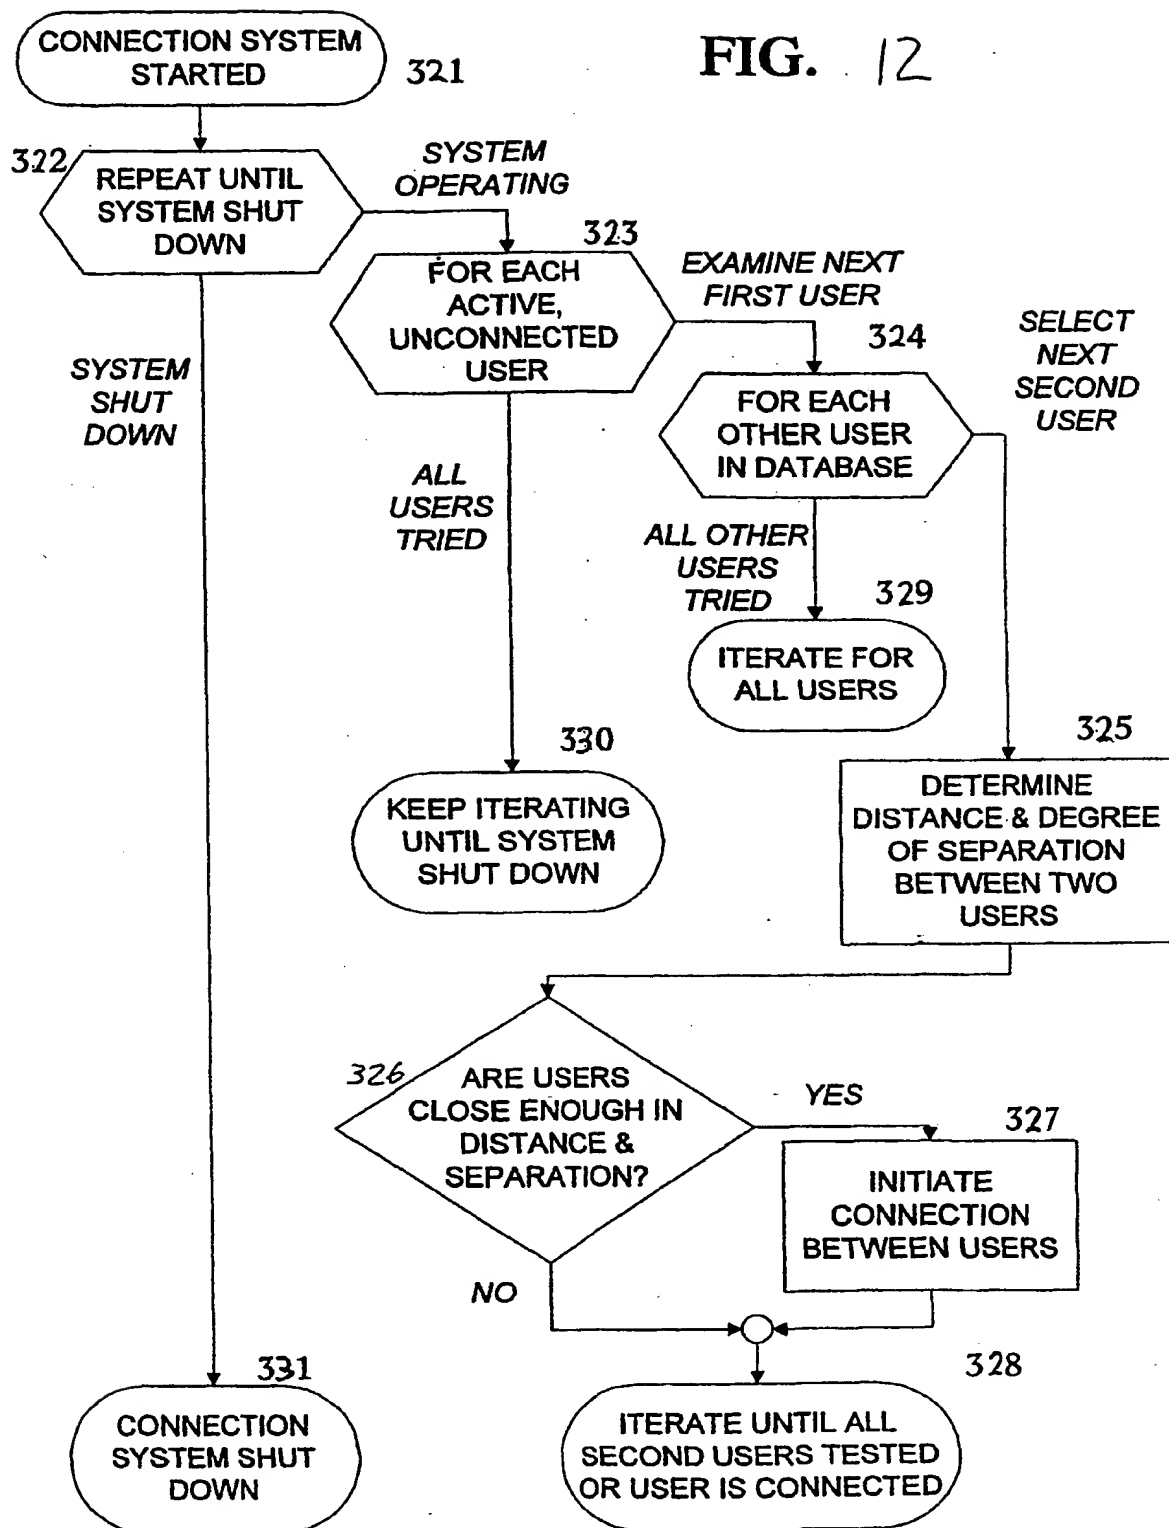 FIG. 12
CONNECTION SYSTEM
STARTED
321
322
REPEAT UNTIL
SYSTEM SHUT
DOWN
SYSTEM
OPERATING
323
FOR EACH
ACTIVE,
UNCONNECTED
USER
EXAMINE NEXT
FIRST USER
324
FOR EACH
OTHER USER
IN DATABASE
SELECT
NEXT
SECOND
USER
SYSTEM
SHUT
DOWN
ALL
USERS
TRIED
ALL OTHER
USERS
TRIED
329
ITERATE FOR
ALL USERS
330
KEEP ITERATING
UNTIL SYSTEM
SHUT DOWN
325
DETERMINE
DISTANCE & DEGREE
OF SEPARATION
BETWEEN TWO
USERS
326
ARE USERS
CLOSE ENOUGH IN
DISTANCE &
SEPARATION?
YES
327
INITIATE
CONNECTION
BETWEEN USERS
NO
328
ITERATE UNTIL ALL
SECOND USERS TESTED
OR USER IS CONNECTED
331
CONNECTION
SYSTEM SHUT
DOWN